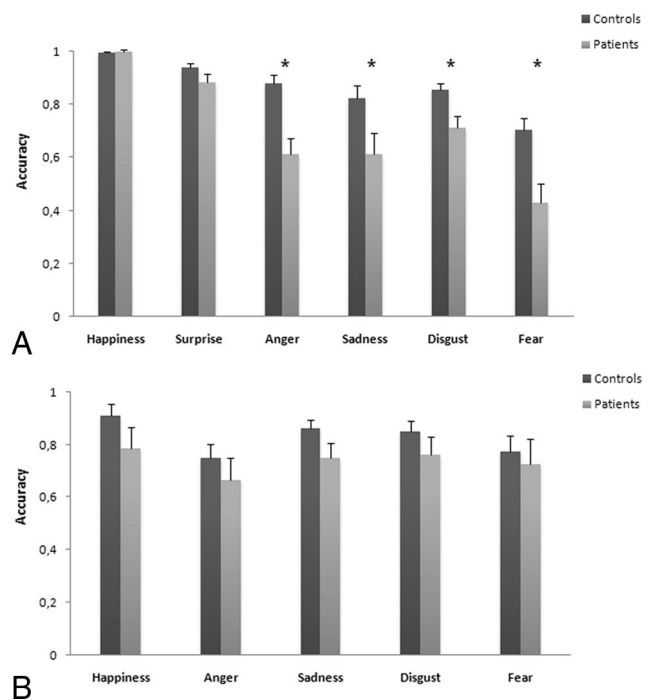 Controls
Patients
* * * *
1
0,8
0,6
0,4
0,2
0
Accuracy
Happiness Surprise Anger Sadness Disgust Fear
A
Controls
Patients
1
0,8
0,6
0,4
0,2
0
Accuracy
Happiness Anger Sadness Disgust Fear
B